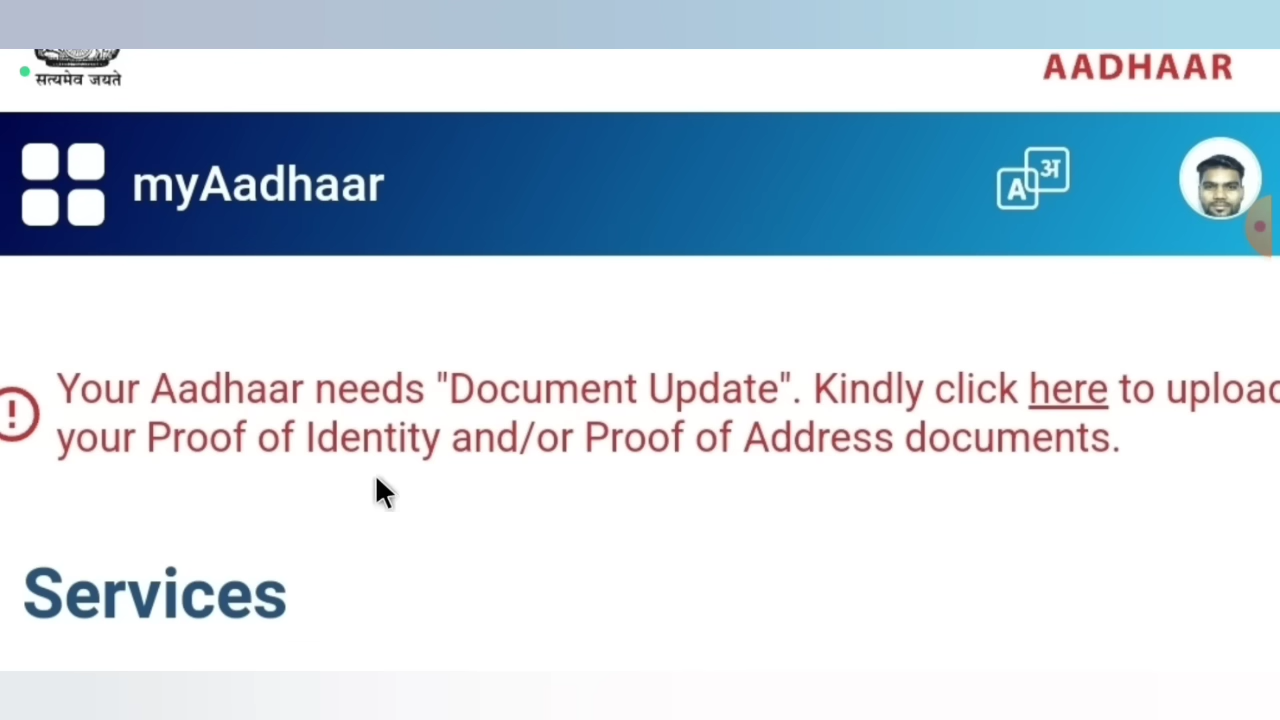 सत्यमेव जयते
AADHAAR
myAadhaar
A अ
Your Aadhaar needs "Document Update". Kindly click here to upload
your Proof of Identity and/or Proof of Address documents.
Services